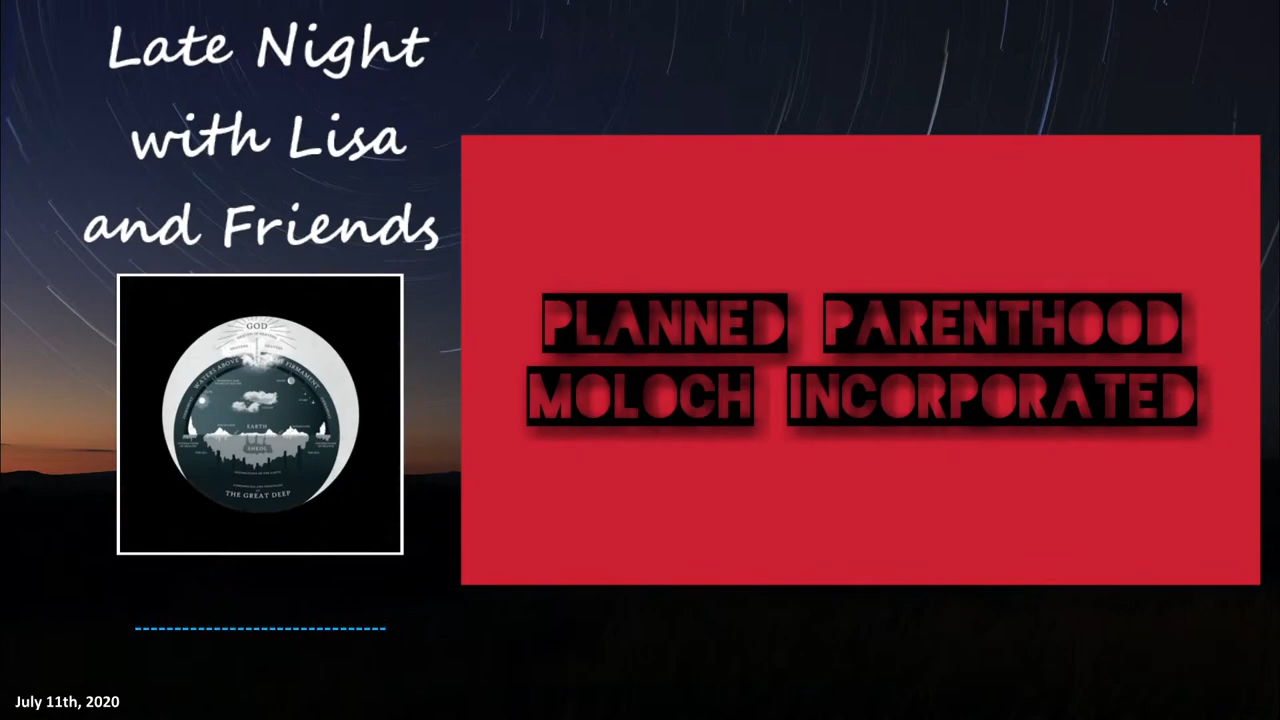 Late Night
with Lisa
and Friends
PLANNED PARENTHOOD
MOLOCH INCORPORATED
GOD
WATERS ABOVE
FIRMAMENT
EARTH
SHEOL
THE GREAT DEEP
July 11th, 2020